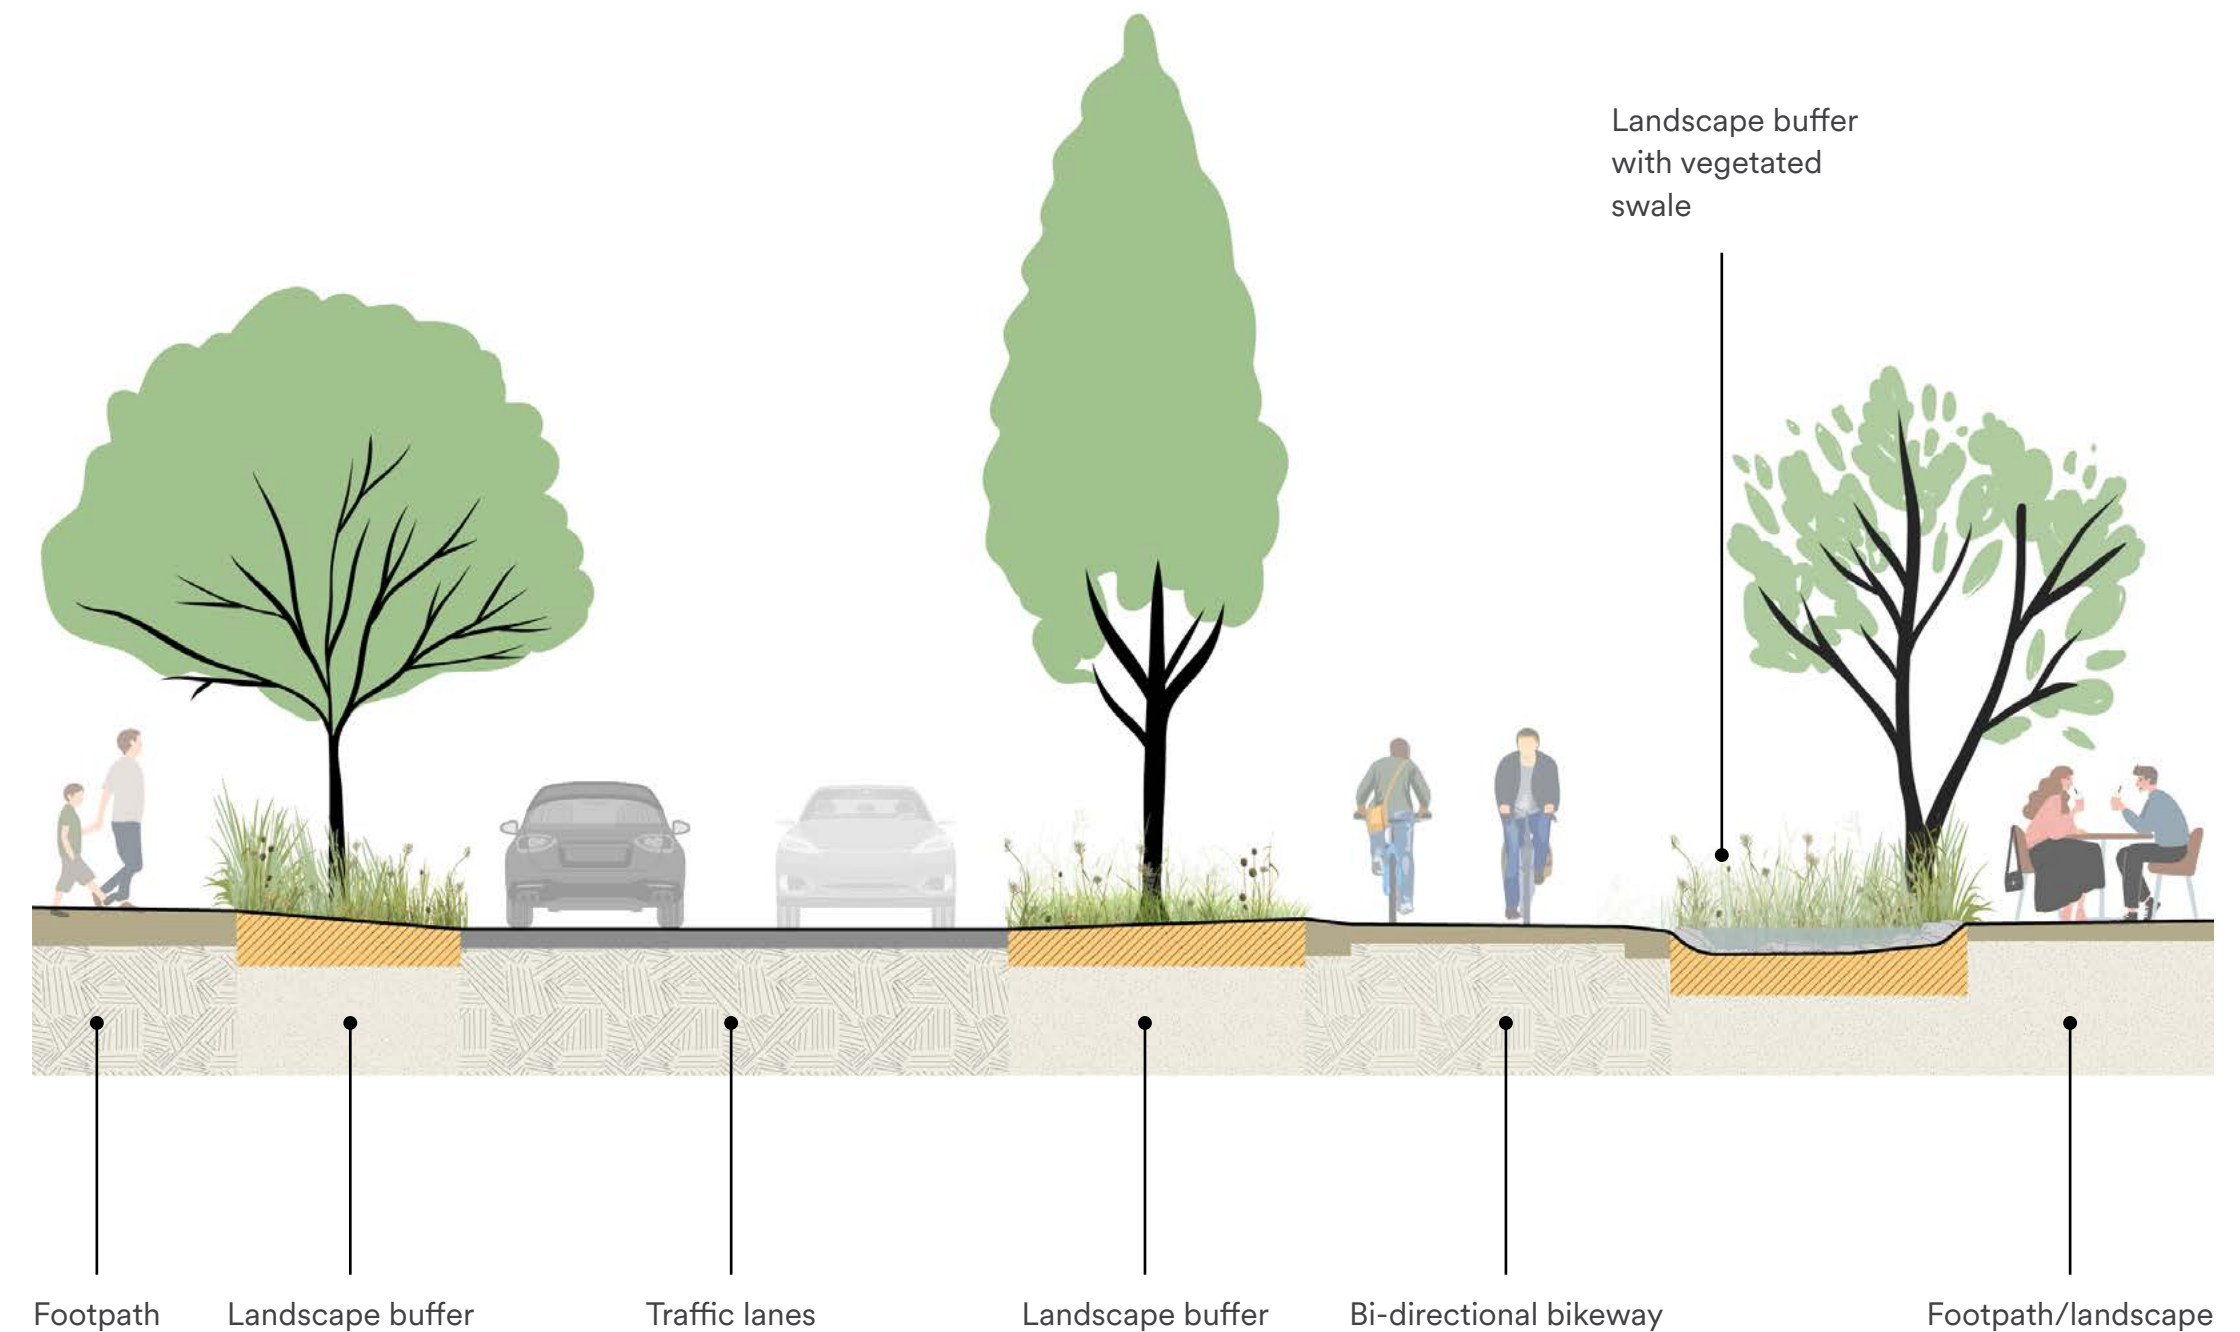 Landscape buffer
with vegetated
swale
Footpath
Landscape buffer
Traffic lanes
Landscape buffer
Bi-directional bikeway
Footpath/landscape